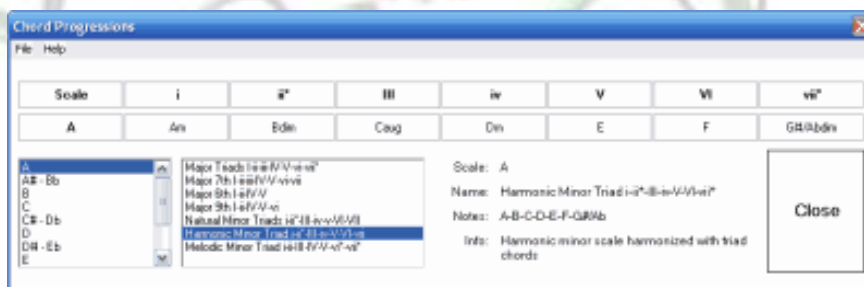 Chord Progressions
File Help
Scale i ii° III iv V VI vii°
A Am Bdim Caug Dm E F G#/Abdim
A
A# - Bb
B
C
C# - Db
D
D# - Eb
E
Major Triads I-ii-iii-IV-V-vi-vii°
Major 7th I-ii-iii-IV-V-vi-vii
Major 6th I-ii-IV-V
Major 9th I-ii-IV-V-vi
Natural Minor Triads i-ii°-III-iv-v-VI-VII
Harmonic Minor Triad i-ii°-III-iv-V-VI-vii
Melodic Minor Triad i-ii-III-IV-V-vi°-vii°
Scale: A
Name: Harmonic Minor Triad i-ii°-III-iv-V-VI-vii°
Notes: A-B-C-D-E-F-G#/Ab
Info: Harmonic minor scale harmonized with triad
chords
Close